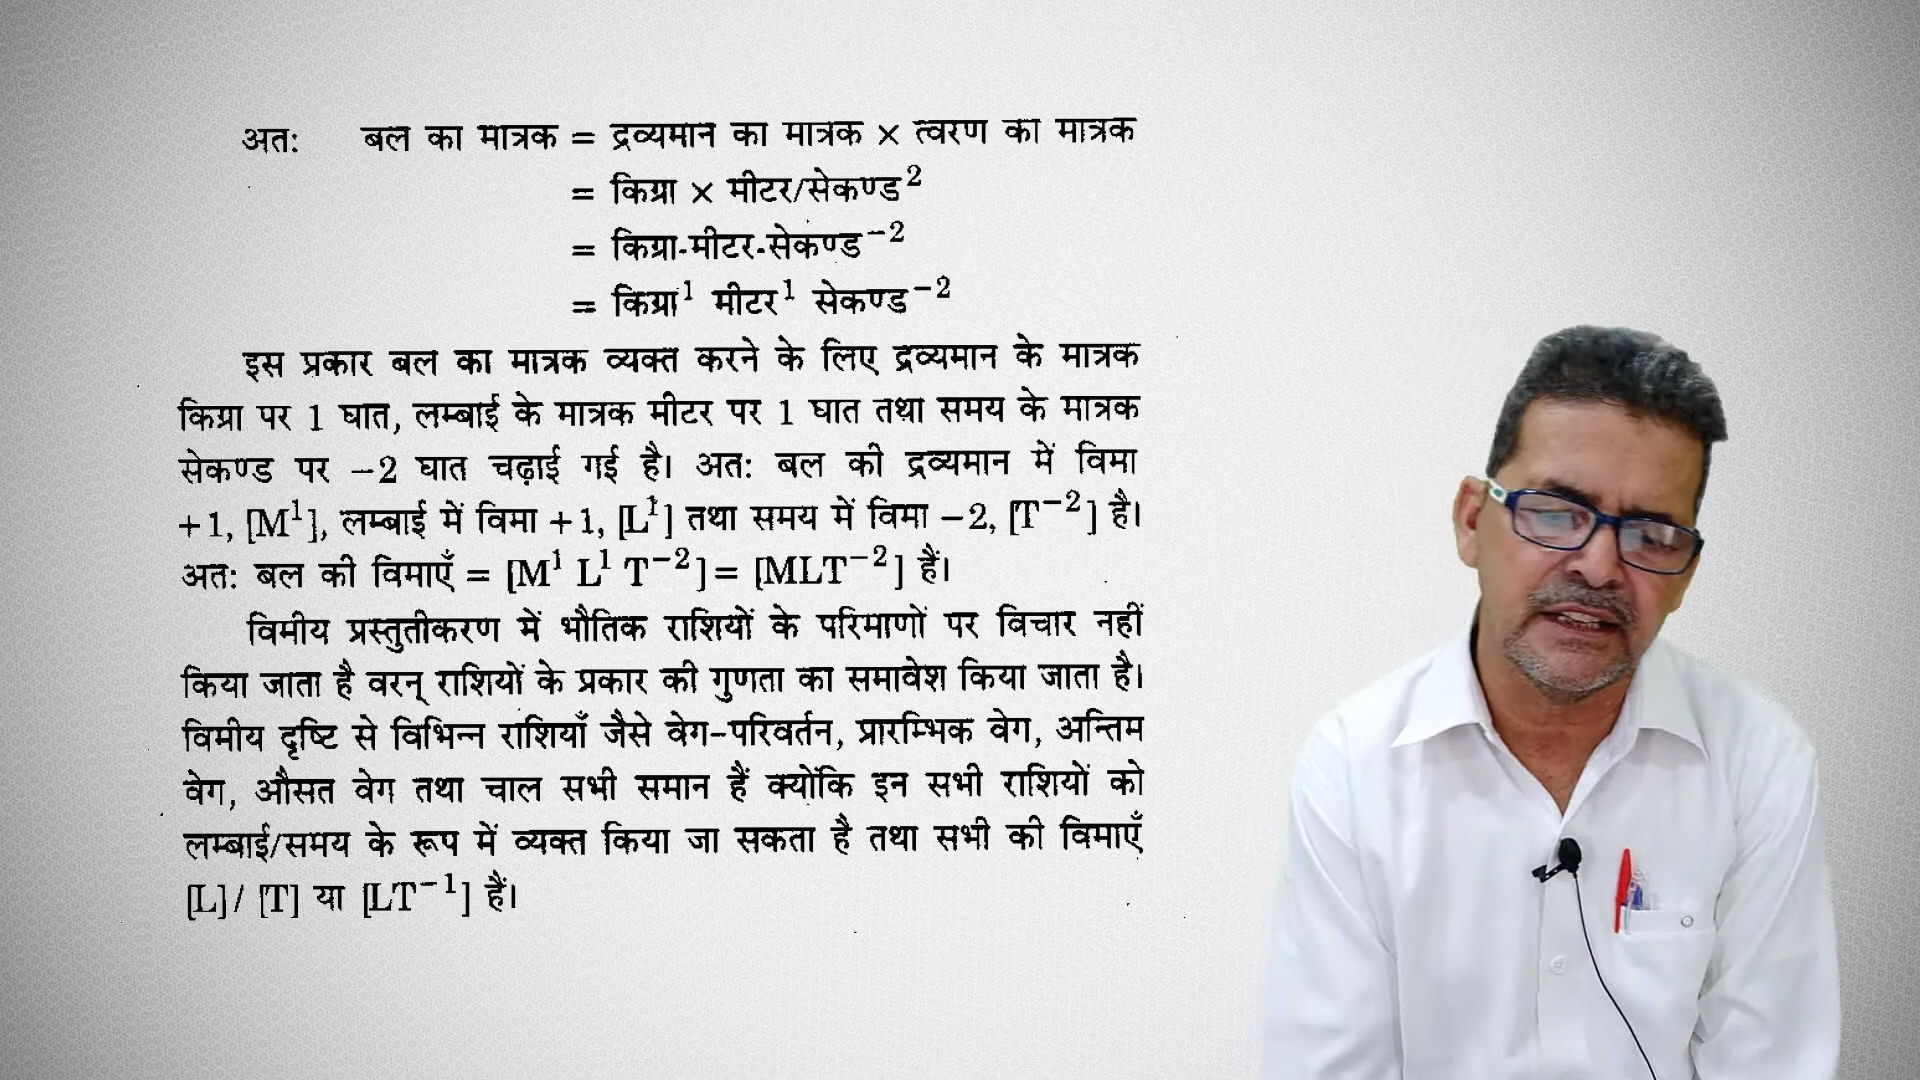 अतः बल का मात्रक = द्रव्यमान का मात्रक × त्वरण का मात्रक
= किग्रा × मीटर/सेकण्ड²
= किग्रा-मीटर-सेकण्ड⁻²
= किग्रा¹ मीटर¹ सेकण्ड⁻²
इस प्रकार बल का मात्रक व्यक्त करने के लिए द्रव्यमान के मात्रक
किग्रा पर 1 घात, लम्बाई के मात्रक मीटर पर 1 घात तथा समय के मात्रक
सेकण्ड पर –2 घात चढ़ाई गई है। अतः बल की द्रव्यमान में विमा
+1, [M¹], लम्बाई में विमा +1, [L¹] तथा समय में विमा –2, [T⁻²] है।
अतः बल की विमाएँ = [M¹ L¹ T⁻²] = [MLT⁻²] हैं।
विमीय प्रस्तुतीकरण में भौतिक राशियों के परिमाणों पर विचार नहीं
किया जाता है वरन् राशियों के प्रकार की गुणता का समावेश किया जाता है।
विमीय दृष्टि से विभिन्न राशियाँ जैसे वेग-परिवर्तन, प्रारम्भिक वेग, अन्तिम
वेग, औसत वेग तथा चाल सभी समान हैं क्योंकि इन सभी राशियों को
लम्बाई/समय के रूप में व्यक्त किया जा सकता है तथा सभी की विमाएँ
[L]/ [T] या [LT⁻¹] हैं।